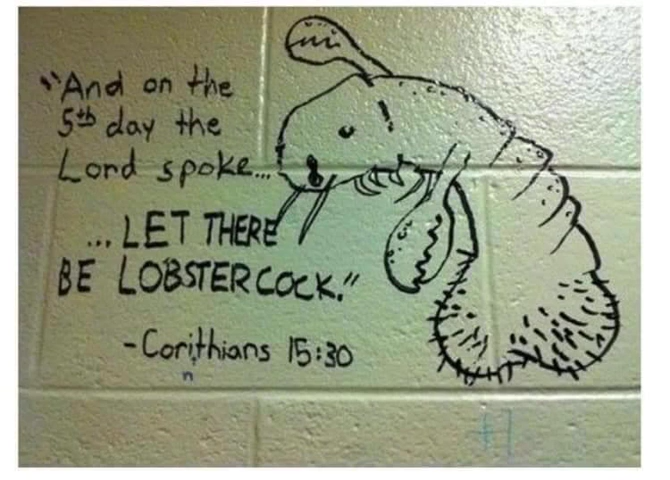 "And on the
5th day the
Lord spoke...
...LET THERE
BE LOBSTERCOCK."
-Corithians 15:30
n